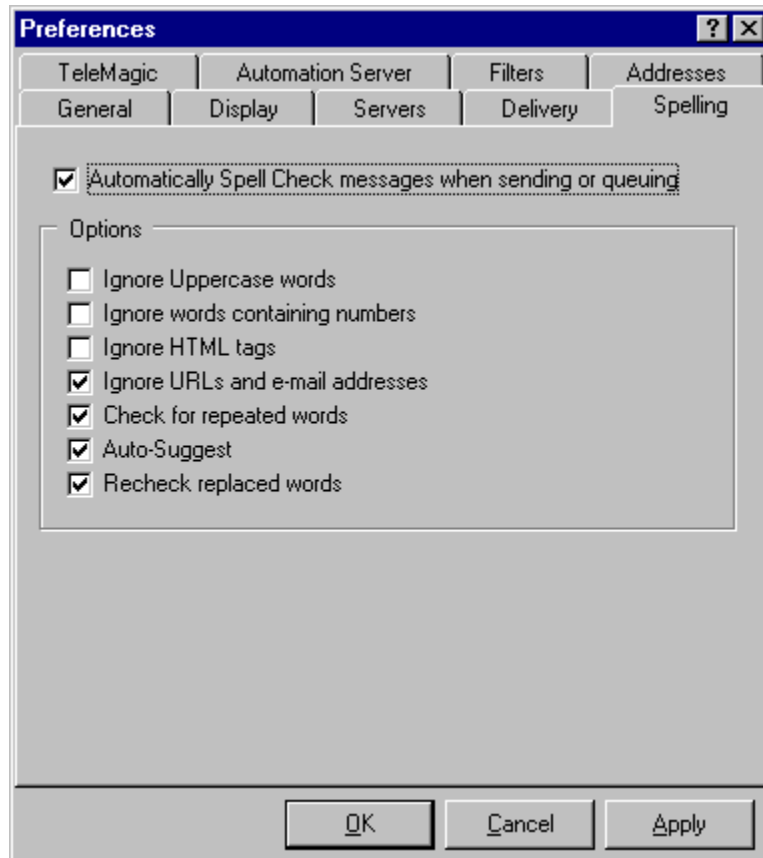 Preferences
TeleMagic Automation Server Filters Addresses
General Display Servers Delivery Spelling
Automatically Spell Check messages when sending or queuing
Options
Ignore Uppercase words
Ignore words containing numbers
Ignore HTML tags
Ignore URLs and e-mail addresses
Check for repeated words
Auto-Suggest
Recheck replaced words
OK Cancel Apply